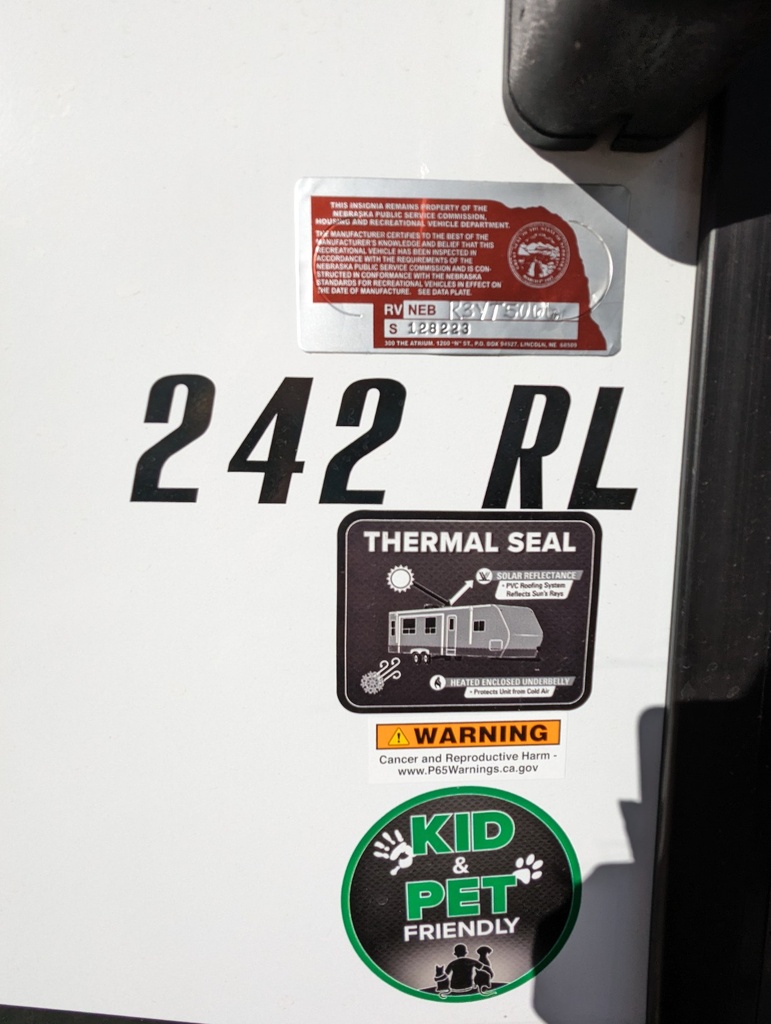 THIS INSIGNIA REMAINS PROPERTY OF THE
NEBRASKA PUBLIC SERVICE COMMISSION,
HOUSING AND RECREATIONAL VEHICLE DEPARTMENT.
THE MANUFACTURER CERTIFIES TO THE BEST OF THE
MANUFACTURER'S KNOWLEDGE AND BELIEF THAT THIS
RECREATIONAL VEHICLE HAS BEEN INSPECTED IN
ACCORDANCE WITH THE REQUIREMENTS OF THE
NEBRASKA PUBLIC SERVICE COMMISSION AND IS CON-
STRUCTED IN CONFORMANCE WITH THE NEBRASKA
STANDARDS FOR RECREATIONAL VEHICLES IN EFFECT ON
THE DATE OF MANUFACTURE. SEE DATA PLATE.
RV NEB
S 128223
300 THE ATRIUM, 1200 "N" ST., P.O. BOX 94927, LINCOLN, NE 68509
242 RL
THERMAL SEAL
SOLAR REFLECTANCE
• PVC Roofing System
Reflects Sun's Rays
HEATED ENCLOSED UNDERBELLY
• Protects Unit from Cold Air
WARNING
Cancer and Reproductive Harm -
www.P65Warnings.ca.gov
KID
&
PET
FRIENDLY